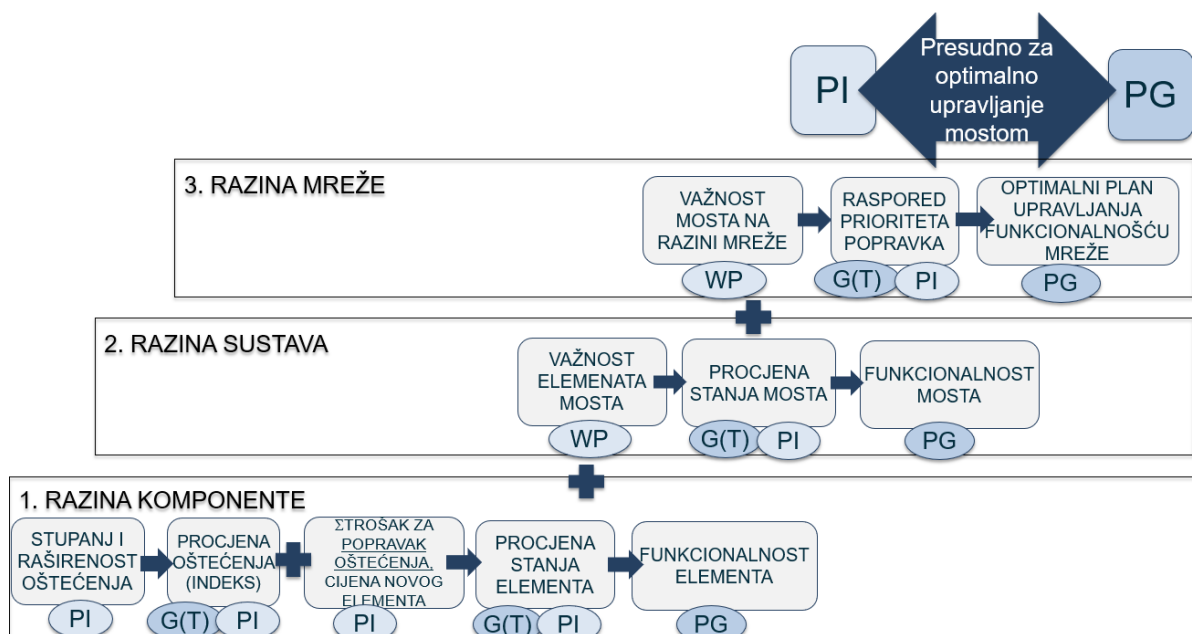 PI
Presudno za
optimalno
upravljanje
mostom
PG
3. RAZINA MREŽE
VAŽNOST
MOSTA NA
RAZINI MREŽE
WP
RASPORED
PRIORITETA
POPRAVKA
G(T)
PI
OPTIMALNI PLAN
UPRAVLJANJA
FUNKCIONALNOŠĆU
MREŽE
PG
2. RAZINA SUSTAVA
VAŽNOST
ELEMENATA
MOSTA
WP
PROCJENA
STANJA MOSTA
G(T)
PI
FUNKCIONALNOST
MOSTA
PG
1. RAZINA KOMPONENTE
STUPANJ I
RAŠIRENOST
OŠTEĆENJA
PI
PROCJENA
OŠTEĆENJA
(INDEKS)
G(T)
PI
ΣTROŠAK ZA
POPRAVAK
OŠTEĆENJA,
CIJENA NOVOG
ELEMENTA
PI
PROCJENA
STANJA
ELEMENTA
G(T)
PI
FUNKCIONALNOST
ELEMENTA
PG